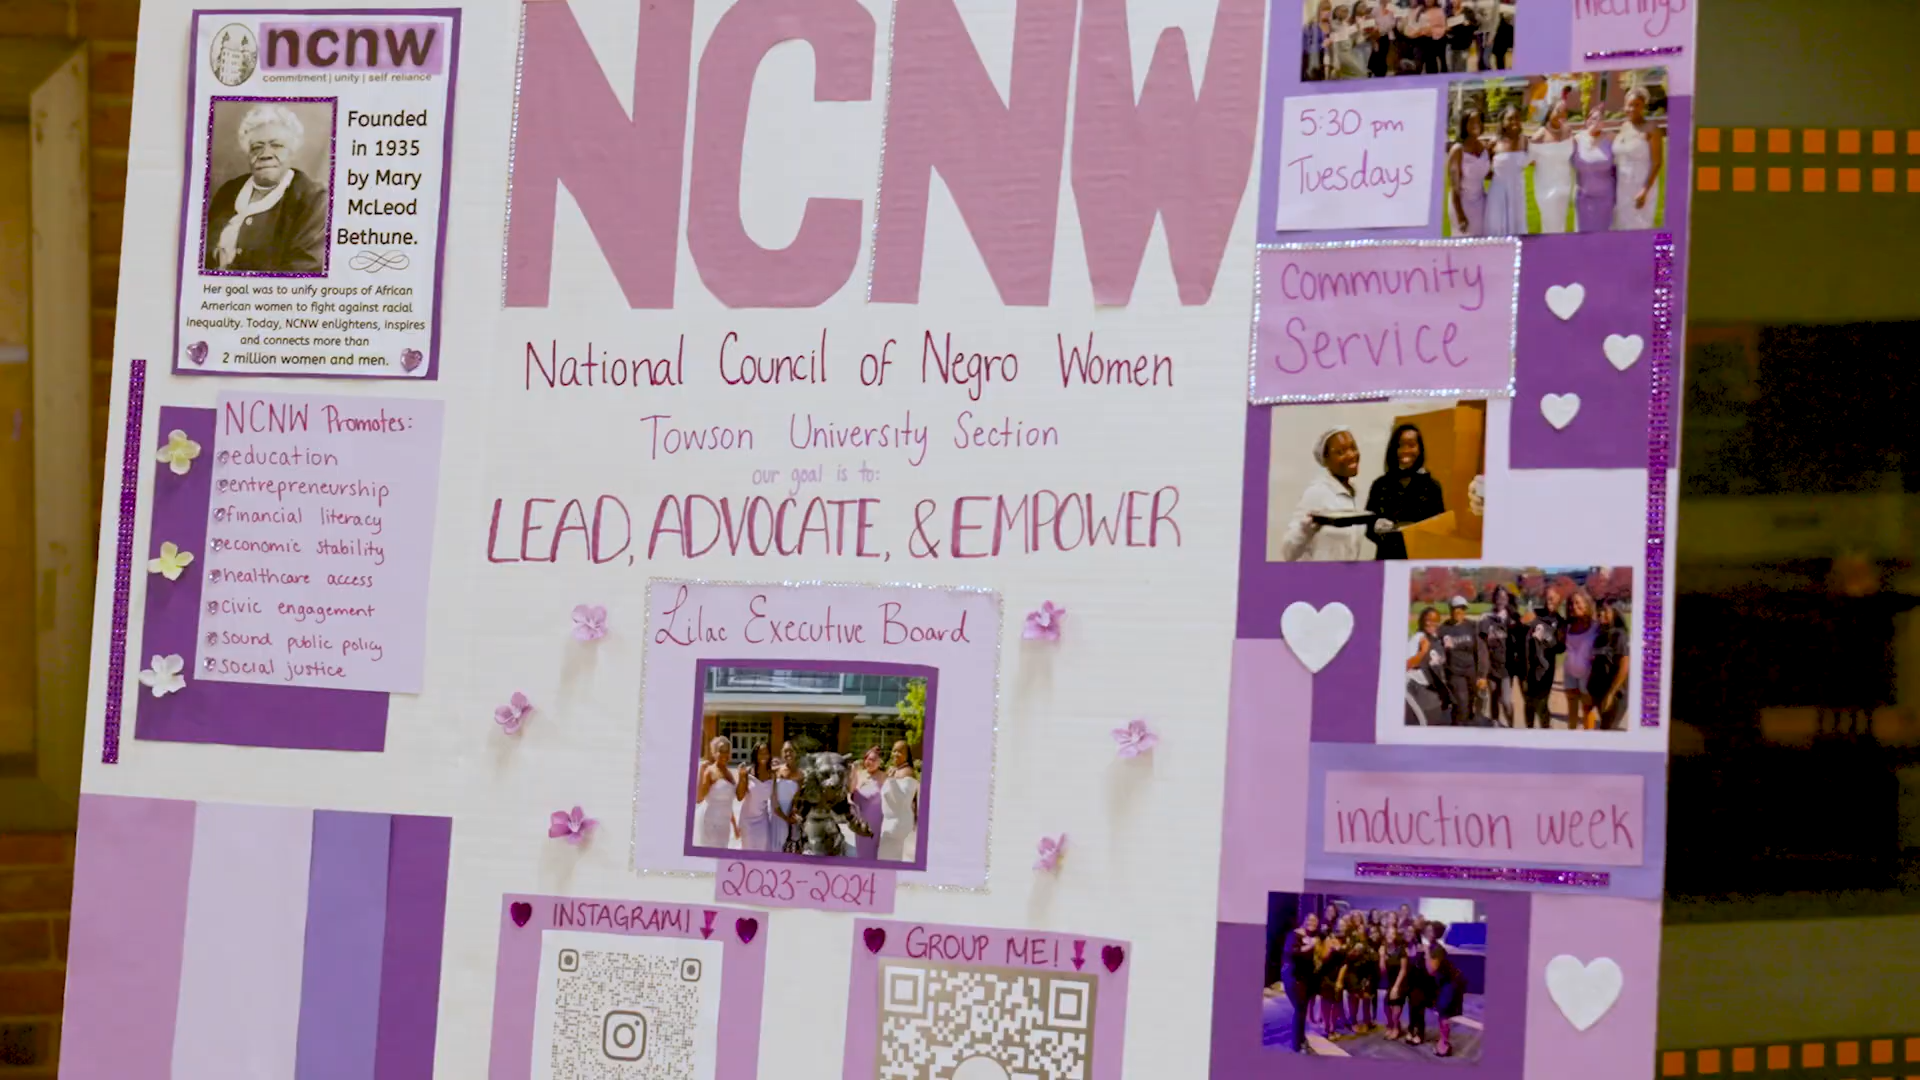 ncnw
commitment | unity | self reliance
Founded
in 1935
by Mary
McLeod
Bethune.
Her goal was to unify groups of African
American women to fight against racial
inequality. Today, NCNW enlightens, inspires
and connects more than
2 million women and men.
NCNW Promotes:
education
entrepreneurship
financial literacy
economic stability
healthcare access
civic engagement
sound public policy
social justice
NCNW
National Council of Negro Women
Towson University Section
our goal is to:
LEAD, ADVOCATE, & EMPOWER
Lilac Executive Board
2023-2024
INSTAGRAM!
GROUP ME!
Meetings
5:30 pm
Tuesdays
Community
Service
induction week